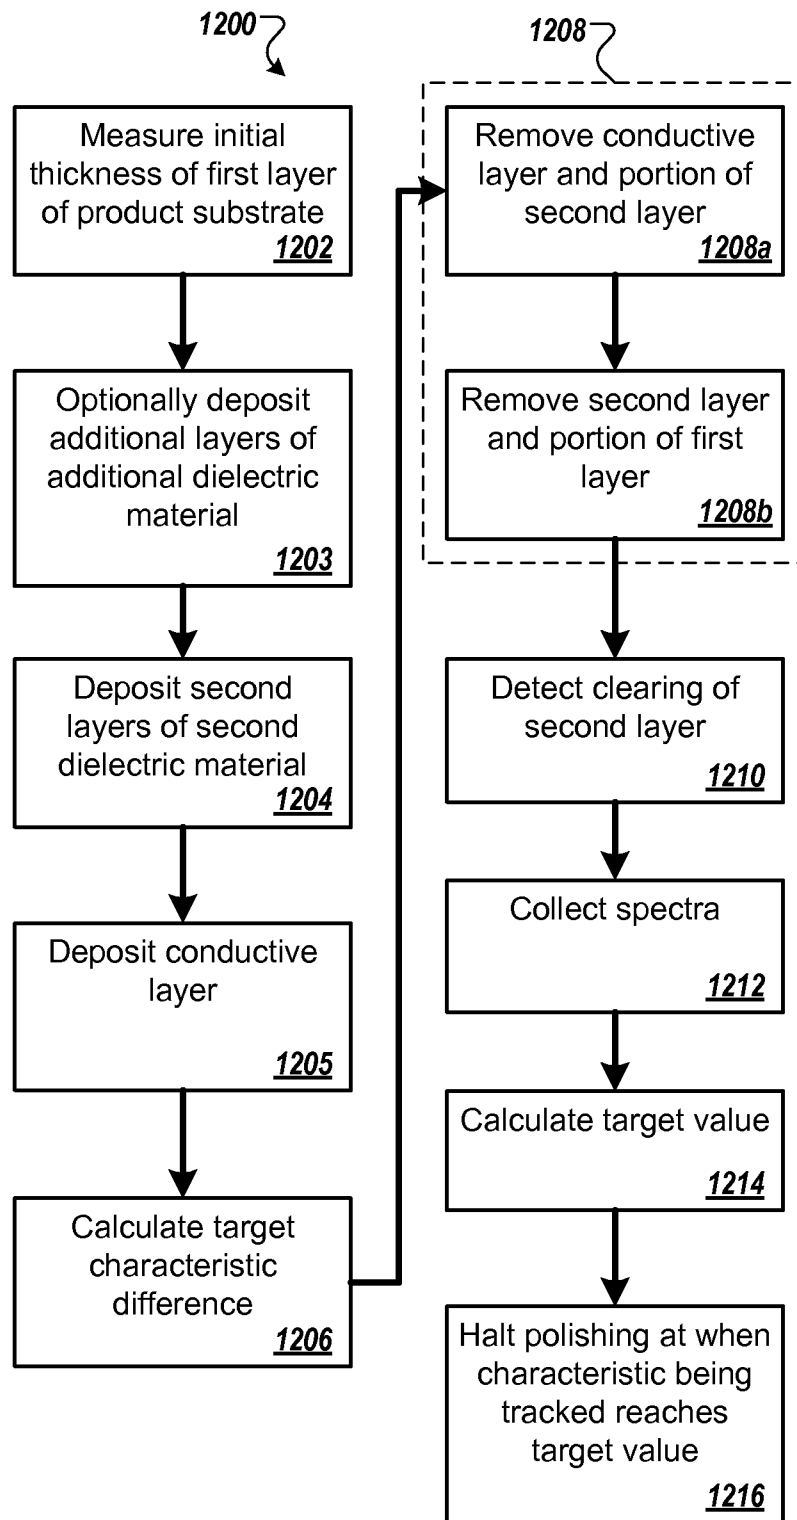 1200
Measure initial
thickness of first layer
of product substrate
1202
Optionally deposit
additional layers of
additional dielectric
material
1203
Deposit second
layers of second
dielectric material
1204
Deposit conductive
layer
1205
Calculate target
characteristic
difference
1206
1208
Remove conductive
layer and portion of
second layer
1208a
Remove second layer
and portion of first
layer
1208b
Detect clearing of
second layer
1210
Collect spectra
1212
Calculate target value
1214
Halt polishing at when
characteristic being
tracked reaches
target value
1216